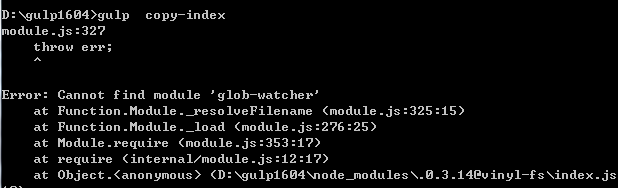 D:\gulp1604>gulp  copy-index
module.js:327
    throw err;
    ^

Error: Cannot find module 'glob-watcher'
    at Function.Module._resolveFilename (module.js:325:15)
    at Function.Module._load (module.js:276:25)
    at Module.require (module.js:353:17)
    at require (internal/module.js:12:17)
    at Object.<anonymous> (D:\gulp1604\node_modules\.0.3.14@vinyl-fs\index.js